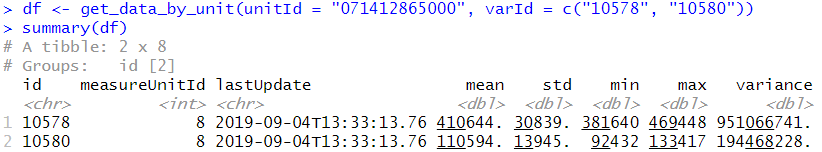 > df <- get_data_by_unit(unitId = "071412865000", varId = c("10578", "10580"))
> summary(df)
# A tibble: 2 x 8
# Groups: id [2]
id measureUnitId lastUpdate mean std min max variance
<chr> <int> <chr> <dbl> <dbl> <dbl> <dbl> <dbl>
1 10578 8 2019-09-04T13:33:13.76 410644. 30839. 381640 469448 951066741.
2 10580 8 2019-09-04T13:33:13.76 110594. 13945. 92432 133417 194468228.